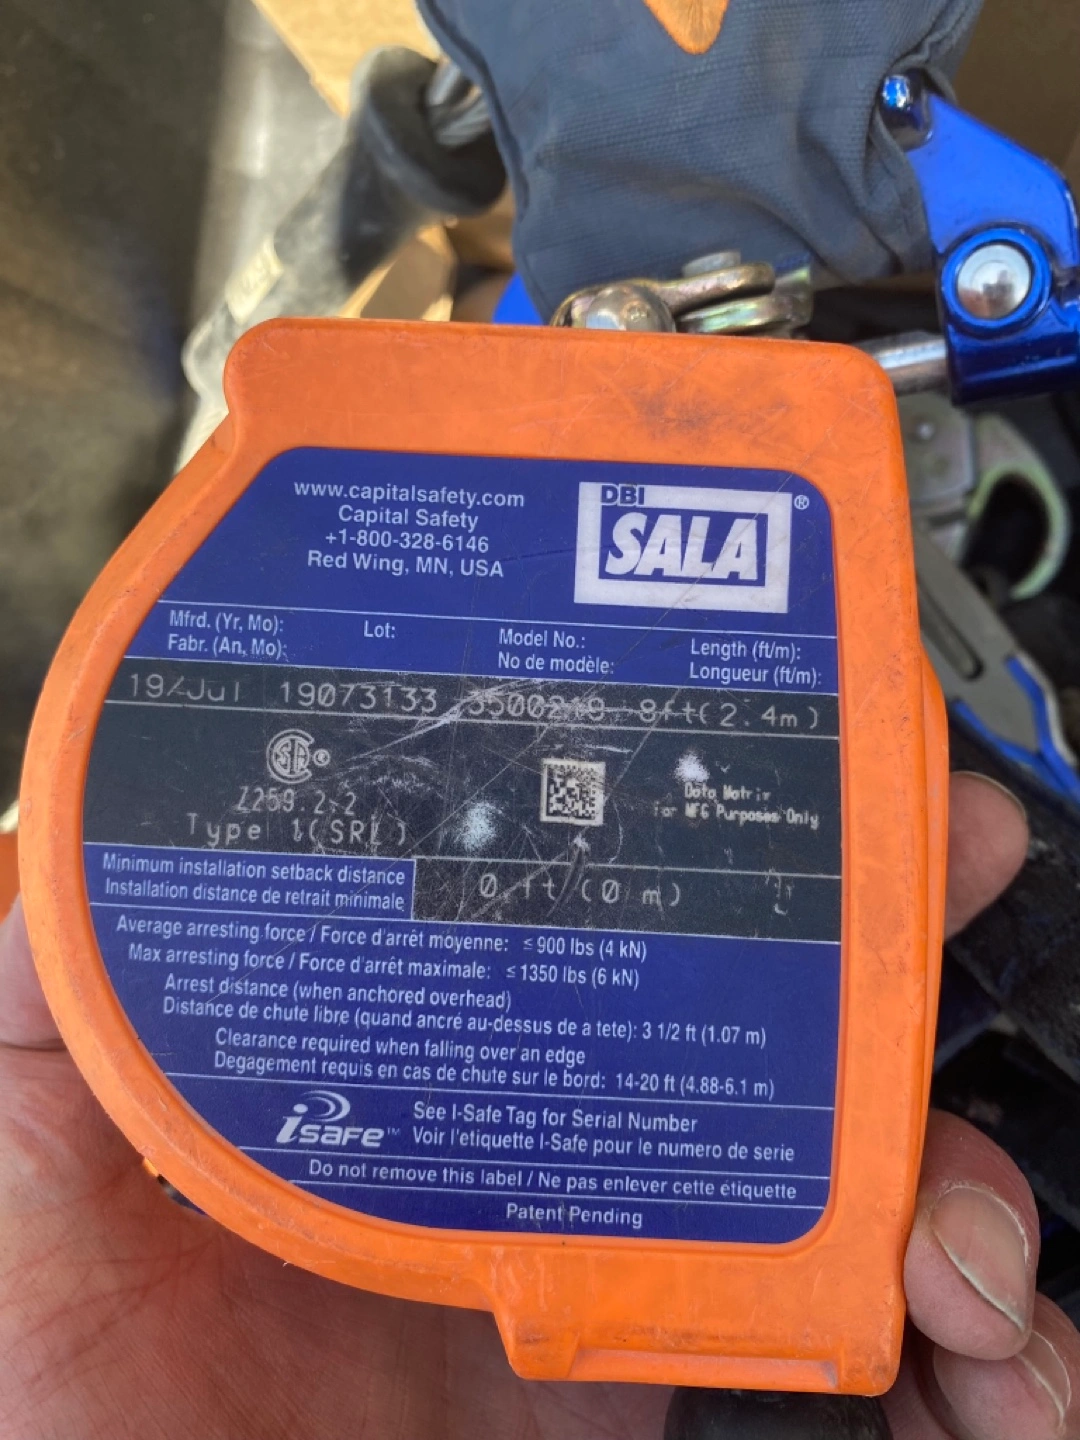 www.capitalsafety.com
Capital Safety
+1-800-328-6146
Red Wing, MN, USA
DBI
SALA®
Mfrd. (Yr, Mo):
Fabr. (An, Mo):
Lot:
Model No.:
No de modèle:
Length (ft/m):
Longueur (ft/m):
19/Jul 19073133 3500219 8ft(2.4m)
Z259.2.2
Type 1(SRL)
Data Matrix
for MFG Purposes Only
Minimum installation setback distance
Installation distance de retrait minimale
0 ft (0 m)
Average arresting force / Force d'arrêt moyenne: ≤ 900 lbs (4 kN)
Max arresting force / Force d'arrêt maximale: ≤ 1350 lbs (6 kN)
Arrest distance (when anchored overhead)
Distance de chute libre (quand ancré au-dessus de a tete): 3 1/2 ft (1.07 m)
Clearance required when falling over an edge
Degagement requis en cas de chute sur le bord: 14-20 ft (4.88-6.1 m)
iSAFE™
See I-Safe Tag for Serial Number
Voir l'etiquette I-Safe pour le numero de serie
Do not remove this label / Ne pas enlever cette étiquette
Patent Pending